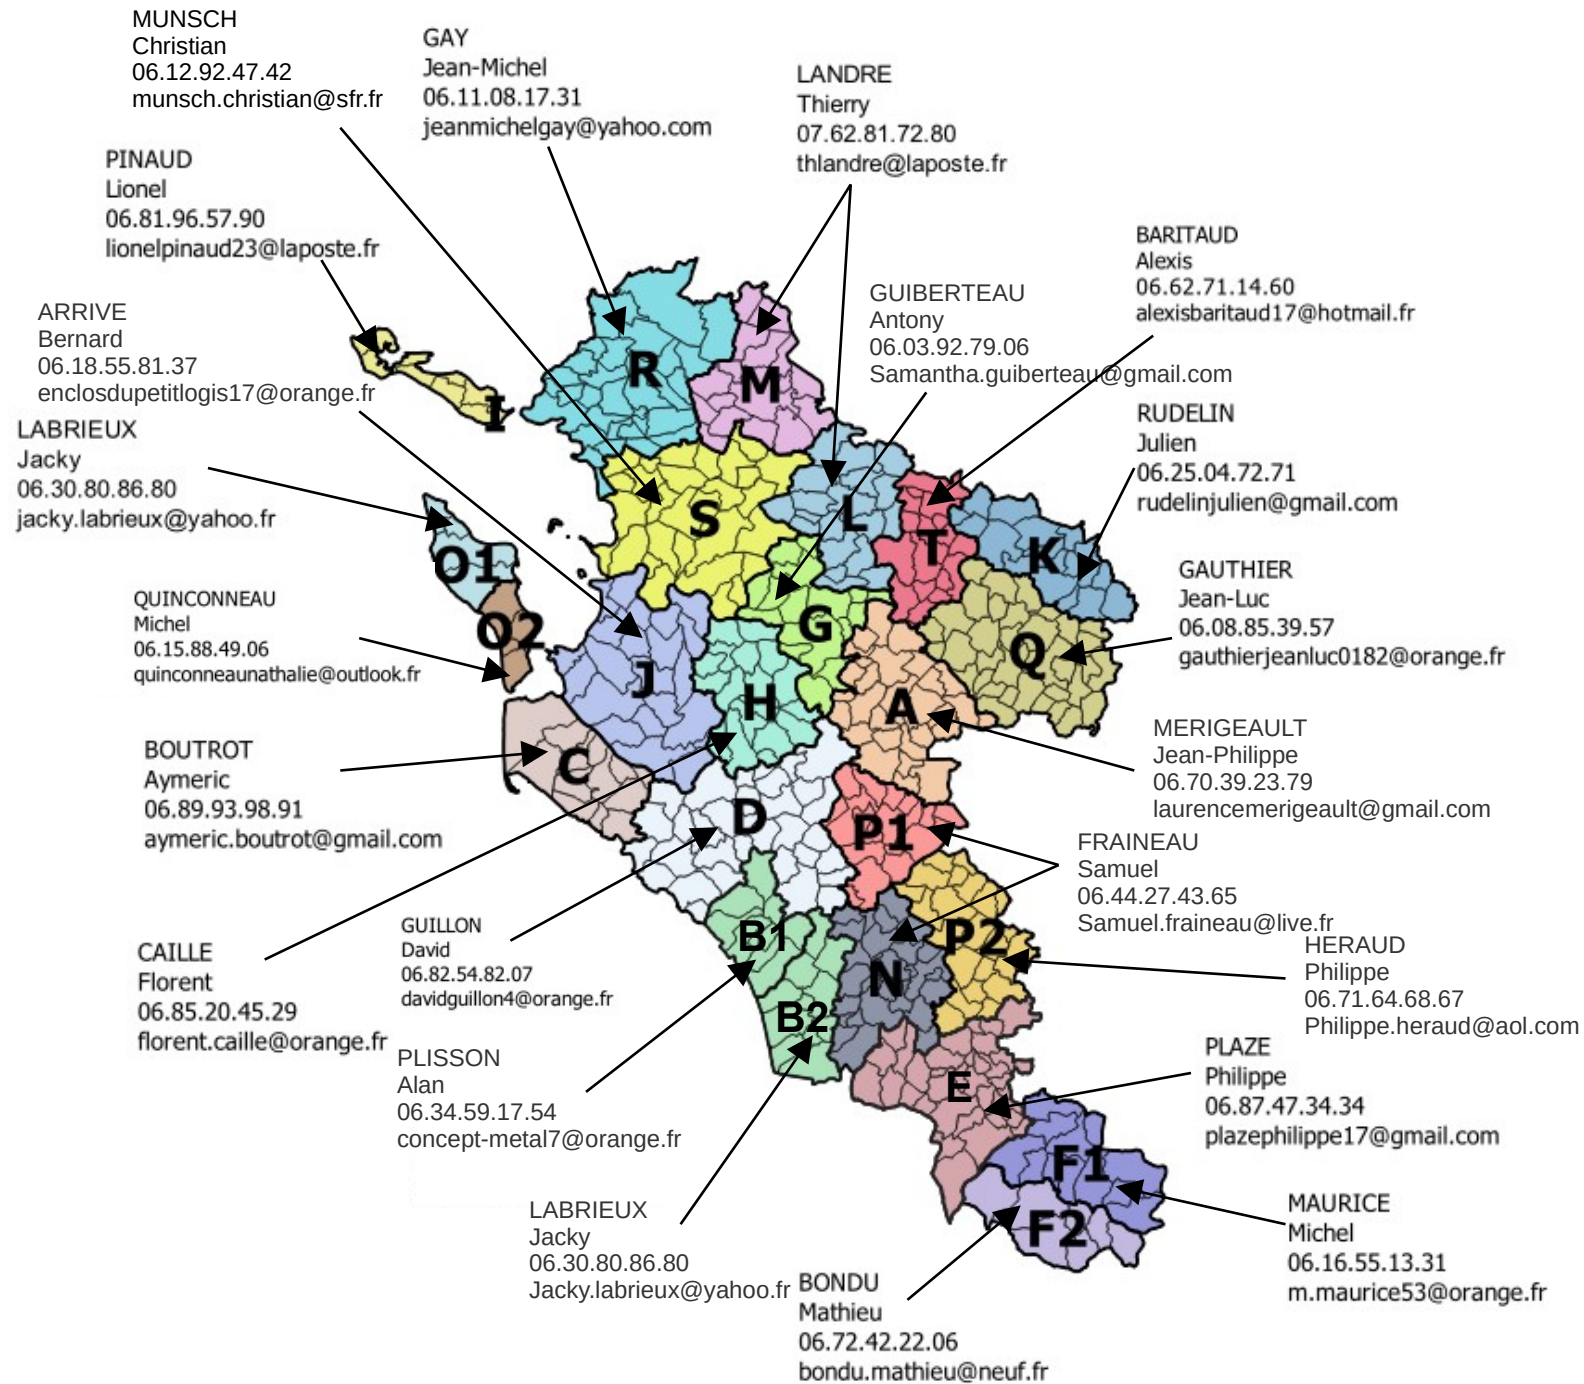 MUNSCH
Christian
06.12.92.47.42
munsch.christian@sfr.fr
GAY
Jean-Michel
06.11.08.17.31
jeanmichelgay@yahoo.com
LANDRE
Thierry
07.62.81.72.80
thlandre@laposte.fr
PINAUD
Lionel
06.81.96.57.90
lionelpinaud23@laposte.fr
BARITAUD
Alexis
06.62.71.14.60
alexisbaritaud17@hotmail.fr
GUIBERTEAU
Antony
06.03.92.79.06
Samantha.guiberteau@gmail.com
ARRIVE
Bernard
06.18.55.81.37
enclosdupetitlogis17@orange.fr
RUDELIN
Julien
06.25.04.72.71
rudelinjulien@gmail.com
LABRIEUX
Jacky
06.30.80.86.80
jacky.labrieux@yahoo.fr
GAUTHIER
Jean-Luc
06.08.85.39.57
gauthierjeanluc0182@orange.fr
QUINCONNEAU
Michel
06.15.88.49.06
quinconneaunathalie@outlook.fr
MERIGEAULT
Jean-Philippe
06.70.39.23.79
laurencemerigeault@gmail.com
BOUTROT
Aymeric
06.89.93.98.91
aymeric.boutrot@gmail.com
FRAINEAU
Samuel
06.44.27.43.65
Samuel.fraineau@live.fr
GUILLON
David
06.82.54.82.07
davidguillon4@orange.fr
HERAUD
Philippe
06.71.64.68.67
Philippe.heraud@aol.com
CAILLE
Florent
06.85.20.45.29
florent.caille@orange.fr
PLISSON
Alan
06.34.59.17.54
concept-metal7@orange.fr
PLAZE
Philippe
06.87.47.34.34
plazephilippe17@gmail.com
LABRIEUX
Jacky
06.30.80.86.80
Jacky.labrieux@yahoo.fr
MAURICE
Michel
06.16.55.13.31
m.maurice53@orange.fr
BONDU
Mathieu
06.72.42.22.06
bondu.mathieu@neuf.fr
R
M
I
S
L
T
K
O1
O2
G
Q
J
H
A
C
D
P1
B1
P2
N
B2
E
F1
F2